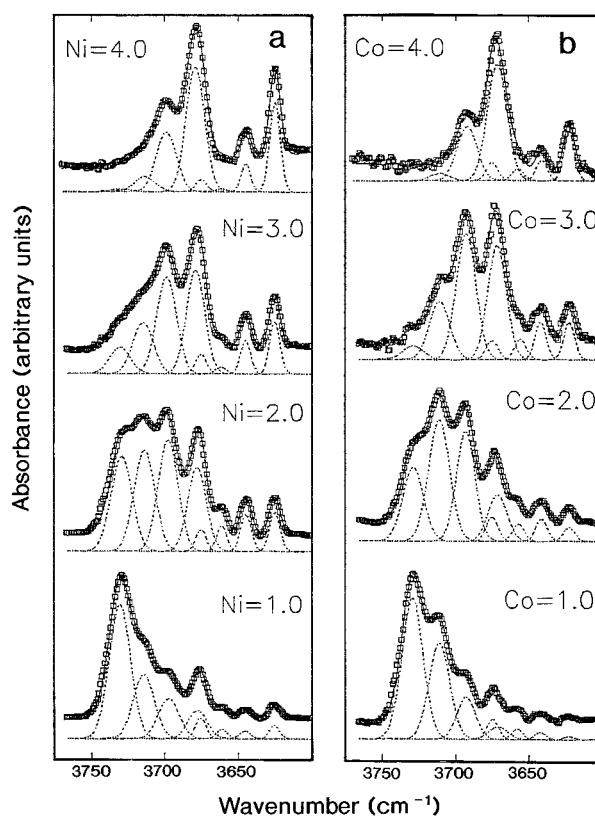 a
Ni=4.0
Ni=3.0
Ni=2.0
Ni=1.0
b
Co=4.0
Co=3.0
Co=2.0
Co=1.0
Absorbance (arbitrary units)
3750 3700 3650
3750 3700 3650
Wavenumber (cm⁻¹)